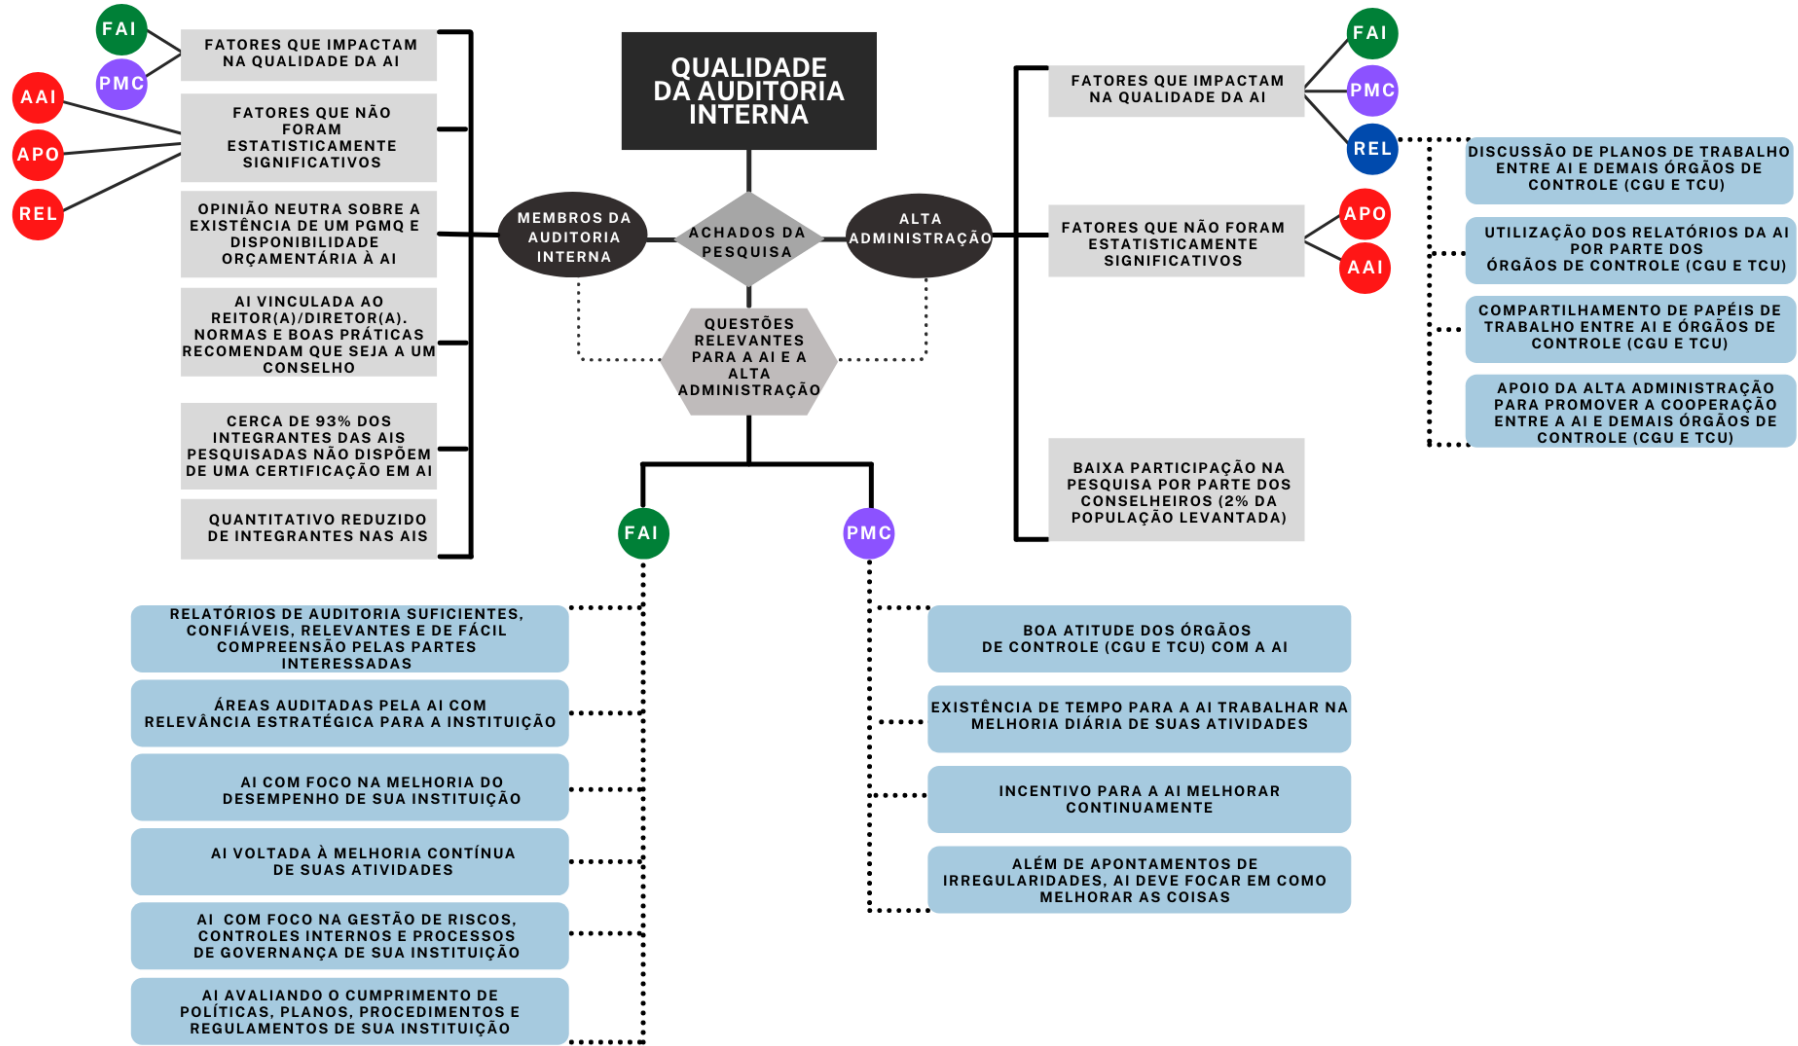 QUALIDADE
DA AUDITORIA
INTERNA
ACHADOS DA
PESQUISA
MEMBROS DA
AUDITORIA
INTERNA
FAI
PMC
FATORES QUE IMPACTAM
NA QUALIDADE DA AI
AAI
APO
REL
FATORES QUE NÃO
FORAM
ESTATISTICAMENTE
SIGNIFICATIVOS
OPINIÃO NEUTRA SOBRE A
EXISTÊNCIA DE UM PGMQ E
DISPONIBILIDADE
ORÇAMENTÁRIA À AI
AI VINCULADA AO
REITOR(A)/DIRETOR(A).
NORMAS E BOAS PRÁTICAS
RECOMENDAM QUE SEJA A UM
CONSELHO
CERCA DE 93% DOS
INTEGRANTES DAS AIS
PESQUISADAS NÃO DISPÕEM
DE UMA CERTIFICAÇÃO EM AI
QUANTITATIVO REDUZIDO
DE INTEGRANTES NAS AIS
ALTA
ADMINISTRAÇÃO
FATORES QUE IMPACTAM
NA QUALIDADE DA AI
FAI
PMC
REL
DISCUSSÃO DE PLANOS DE TRABALHO
ENTRE AI E DEMAIS ÓRGÃOS DE
CONTROLE (CGU E TCU)
UTILIZAÇÃO DOS RELATÓRIOS DA AI
POR PARTE DOS
ÓRGÃOS DE CONTROLE (CGU E TCU)
COMPARTILHAMENTO DE PAPÉIS DE
TRABALHO ENTRE AI E ÓRGÃOS DE
CONTROLE (CGU E TCU)
APOIO DA ALTA ADMINISTRAÇÃO
PARA PROMOVER A COOPERAÇÃO
ENTRE A AI E DEMAIS ÓRGÃOS DE
CONTROLE (CGU E TCU)
FATORES QUE NÃO FORAM
ESTATISTICAMENTE
SIGNIFICATIVOS
APO
AAI
BAIXA PARTICIPAÇÃO NA
PESQUISA POR PARTE DOS
CONSELHEIROS (2% DA
POPULAÇÃO LEVANTADA)
QUESTÕES
RELEVANTES
PARA A AI E A
ALTA
ADMINISTRAÇÃO
FAI
RELATÓRIOS DE AUDITORIA SUFICIENTES,
CONFIÁVEIS, RELEVANTES E DE FÁCIL
COMPREENSÃO PELAS PARTES
INTERESSADAS
ÁREAS AUDITADAS PELA AI COM
RELEVÂNCIA ESTRATÉGICA PARA A INSTITUIÇÃO
AI COM FOCO NA MELHORIA DO
DESEMPENHO DE SUA INSTITUIÇÃO
AI VOLTADA À MELHORIA CONTÍNUA
DE SUAS ATIVIDADES
AI COM FOCO NA GESTÃO DE RISCOS,
CONTROLES INTERNOS E PROCESSOS
DE GOVERNANÇA DE SUA INSTITUIÇÃO
AI AVALIANDO O CUMPRIMENTO DE
POLÍTICAS, PLANOS, PROCEDIMENTOS E
REGULAMENTOS DE SUA INSTITUIÇÃO
PMC
BOA ATITUDE DOS ÓRGÃOS
DE CONTROLE (CGU E TCU) COM A AI
EXISTÊNCIA DE TEMPO PARA A AI TRABALHAR NA
MELHORIA DIÁRIA DE SUAS ATIVIDADES
INCENTIVO PARA A AI MELHORAR
CONTINUAMENTE
ALÉM DE APONTAMENTOS DE
IRREGULARIDADES, AI DEVE FOCAR EM COMO
MELHORAR AS COISAS